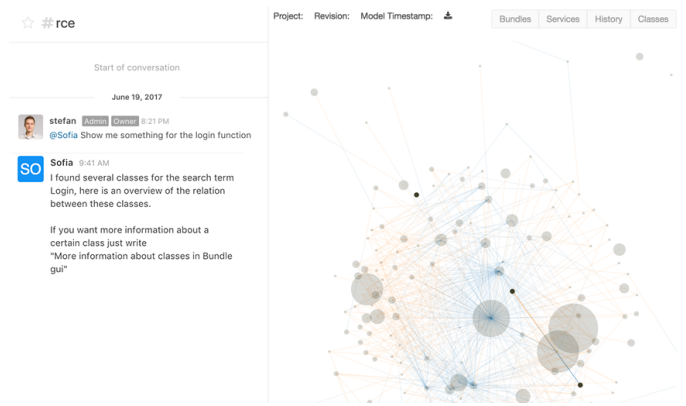 #rce
Project: Revision: Model Timestamp:
Bundles Services History Classes
Start of conversation
June 19, 2017
stefan Admin Owner 8:21 PM
@Sofia Show me something for the login function
SO
Sofia 9:41 AM
I found several classes for the search term
Login, here is an overview of the relation
between these classes.
If you want more information about a
certain class just write
"More information about classes in Bundle
gui"